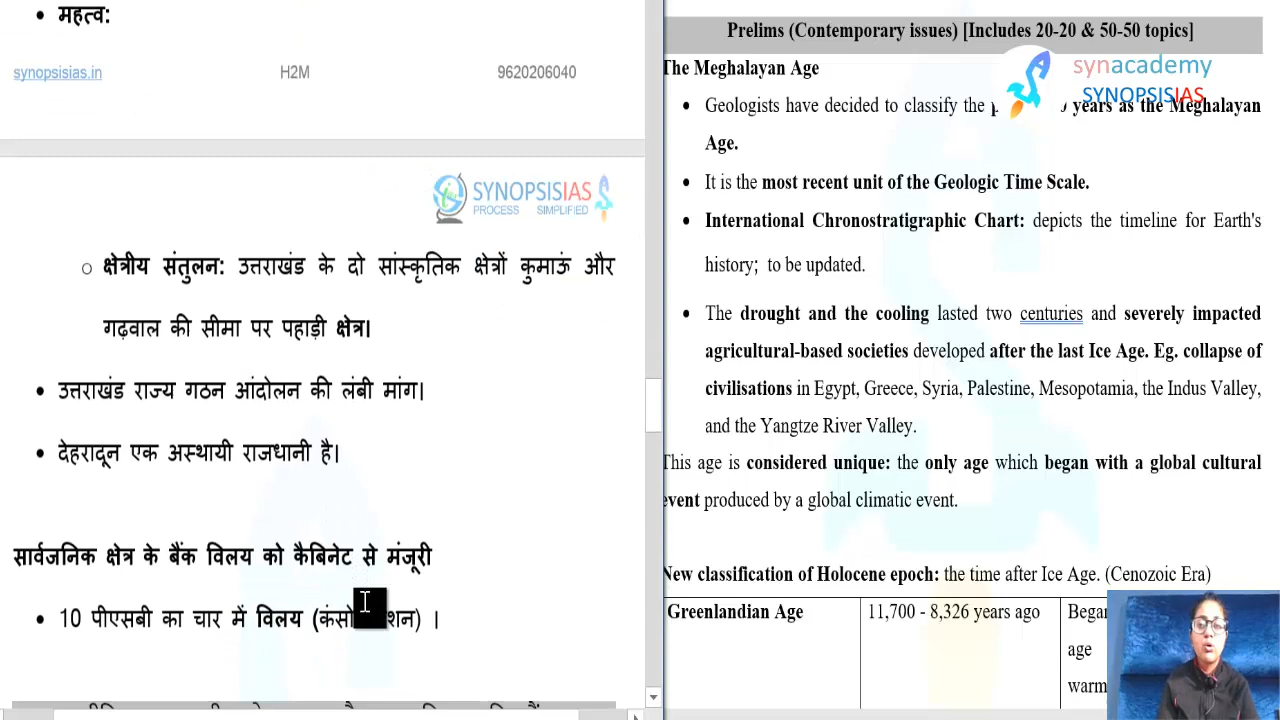 महत्व:
synopsisias.in H2M 9620206040
SYNOPSISIAS
PROCESS SIMPLIFIED
क्षेत्रीय संतुलन: उत्तराखंड के दो सांस्कृतिक क्षेत्रों कुमाऊं और
गढ़वाल की सीमा पर पहाड़ी क्षेत्र।
उत्तराखंड राज्य गठन आंदोलन की लंबी मांग।
देहरादून एक अस्थायी राजधानी है।
सार्वजनिक क्षेत्र के बैंक विलय को कैबिनेट से मंजूरी
10 पीएसबी का चार में विलय
Prelims (Contemporary issues) [Includes 20-20 & 50-50 topics]
The Meghalayan Age
synacademy
SYNOPSISIAS
Geologists have decided to classify the years as the Meghalayan
Age.
It is the most recent unit of the Geologic Time Scale.
International Chronostratigraphic Chart: depicts the timeline for Earth's
history; to be updated.
The drought and the cooling lasted two centuries and severely impacted
agricultural-based societies developed after the last Ice Age. Eg. collapse of
civilisations in Egypt, Greece, Syria, Palestine, Mesopotamia, the Indus Valley,
and the Yangtze River Valley.
This age is considered unique: the only age which began with a global cultural
event produced by a global climatic event.
New classification of Holocene epoch: the time after Ice Age. (Cenozoic Era)
Greenlandian Age 11,700 - 8,326 years ago Began
age
warm